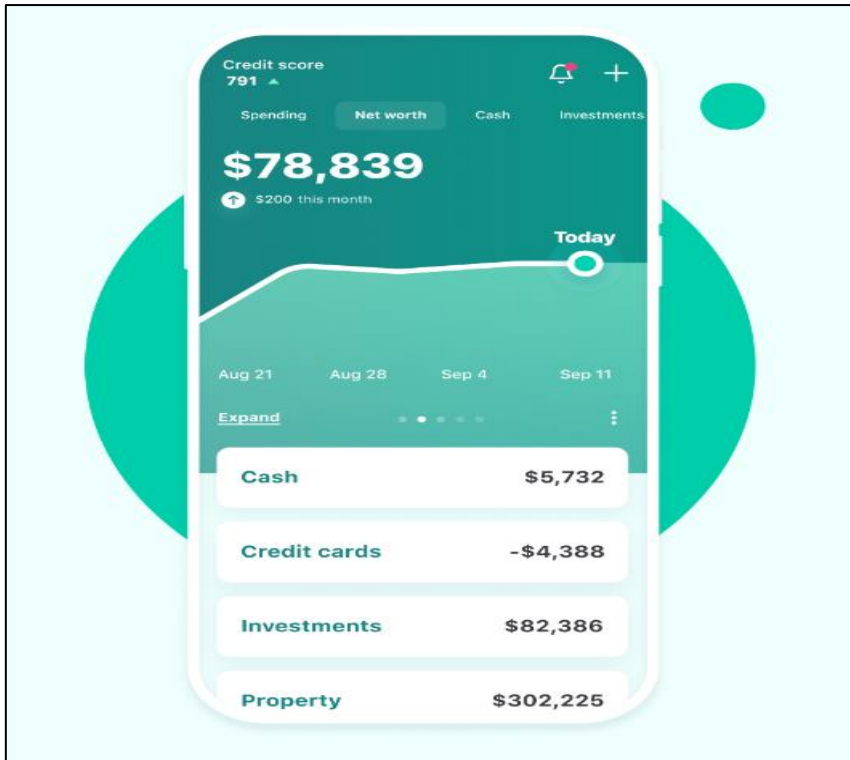 Credit score
791
Spending Net worth Cash Investments
$78,839
$200 this month
Today
Aug 21 Aug 28 Sep 4 Sep 11
Expand
Cash $5,732
Credit cards -$4,388
Investments $82,386
Property $302,225